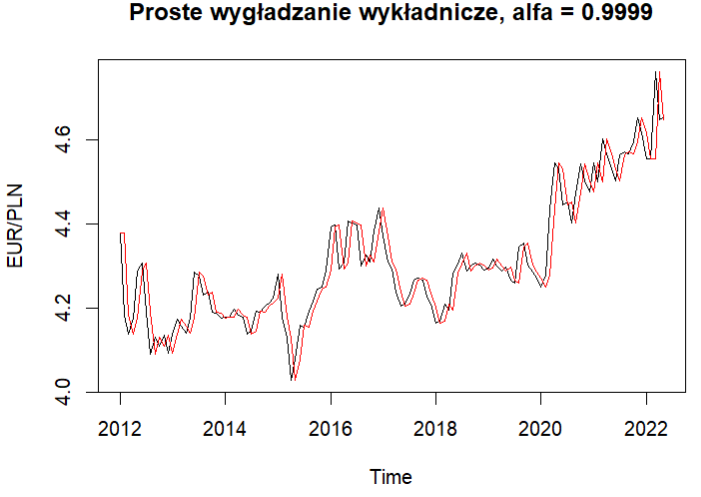 Proste wygładzanie wykładnicze, alfa = 0.9999
EUR/PLN
4.6
4.4
4.2
4.0
2012 2014 2016 2018 2020 2022
Time